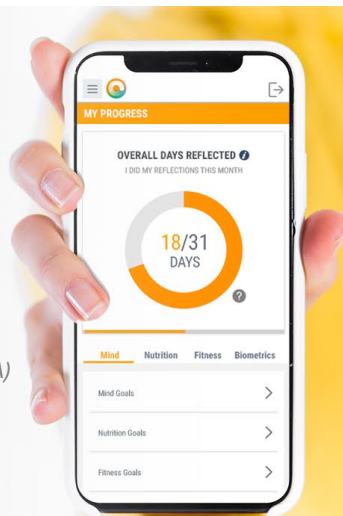 MY PROGRESS
OVERALL DAYS REFLECTED i
I DID MY REFLECTIONS THIS MONTH
18/31
DAYS
?
A)
Mind Nutrition Fitness Biometrics
Mind Goals
Nutrition Goals
Fitness Goals